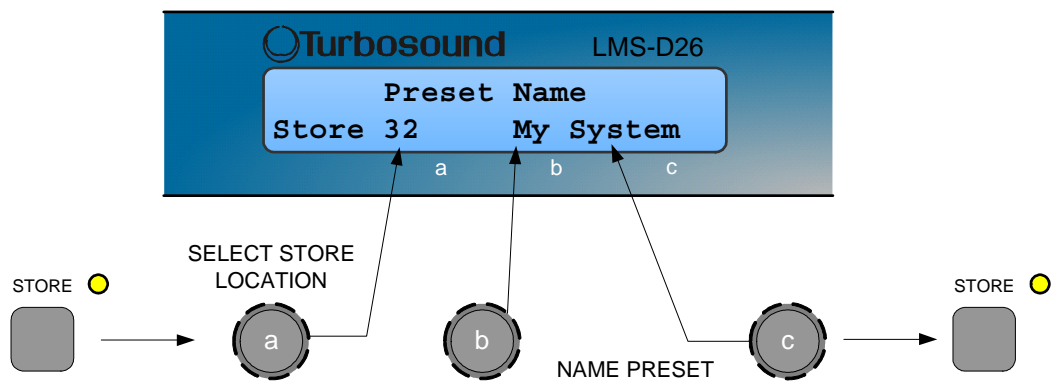 Turbosound LMS-D26
Preset Name
Store 32 My System
a b c
SELECT STORE
LOCATION
STORE
a
b
NAME PRESET
c
STORE